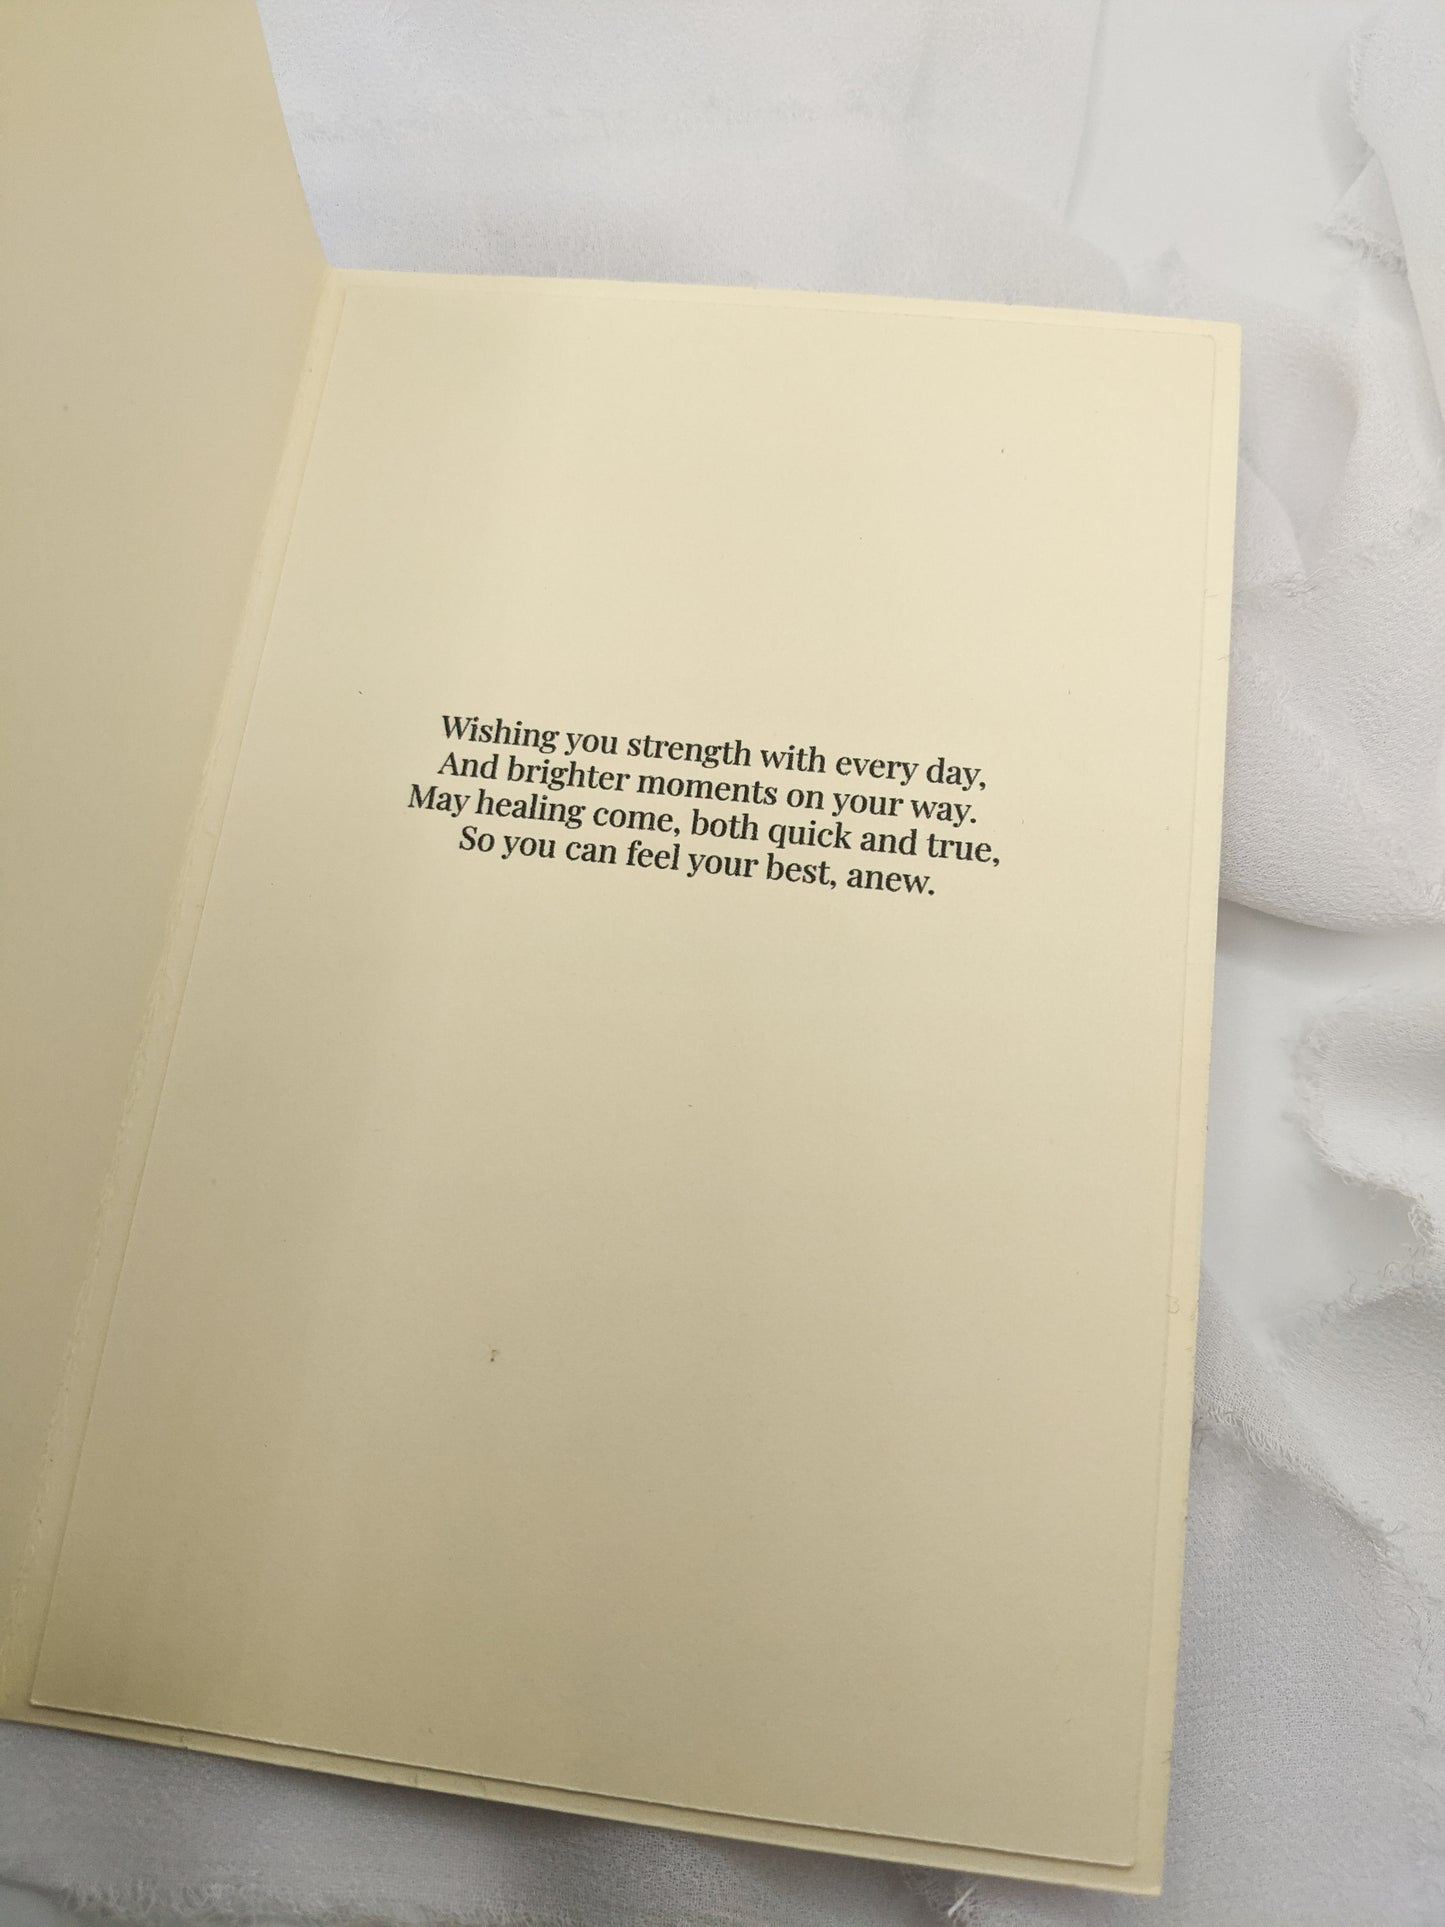 Wishing you strength with every day,
And brighter moments on your way.
May healing come, both quick and true,
So you can feel your best, anew.